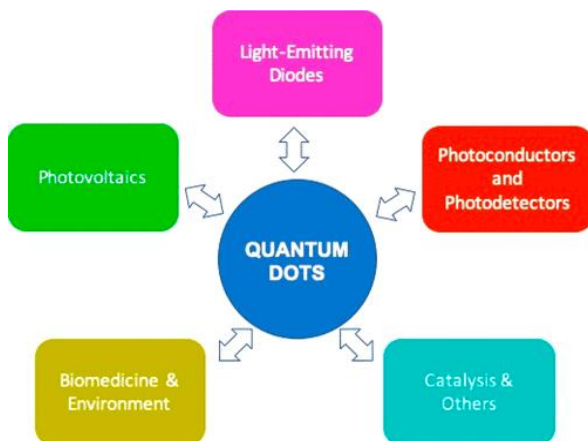 Light-Emitting
Diodes
Photovoltaics
Photoconductors
and
Photodetectors
QUANTUM
DOTS
Biomedicine &
Environment
Catalysis &
Others